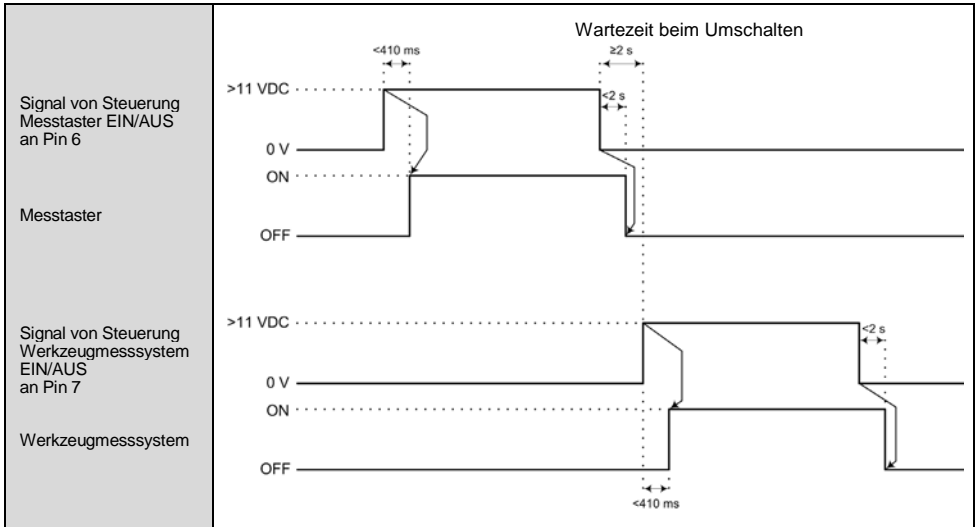 Wartezeit beim Umschalten
<410 ms
≥2 s
Signal von Steuerung
Messtaster EIN/AUS
an Pin 6
>11 VDC
<2 s
0 V
Messtaster
ON
OFF
Signal von Steuerung
Werkzeugmesssystem
EIN/AUS
an Pin 7
>11 VDC
<2 s
0 V
Werkzeugmesssystem
ON
OFF
<410 ms